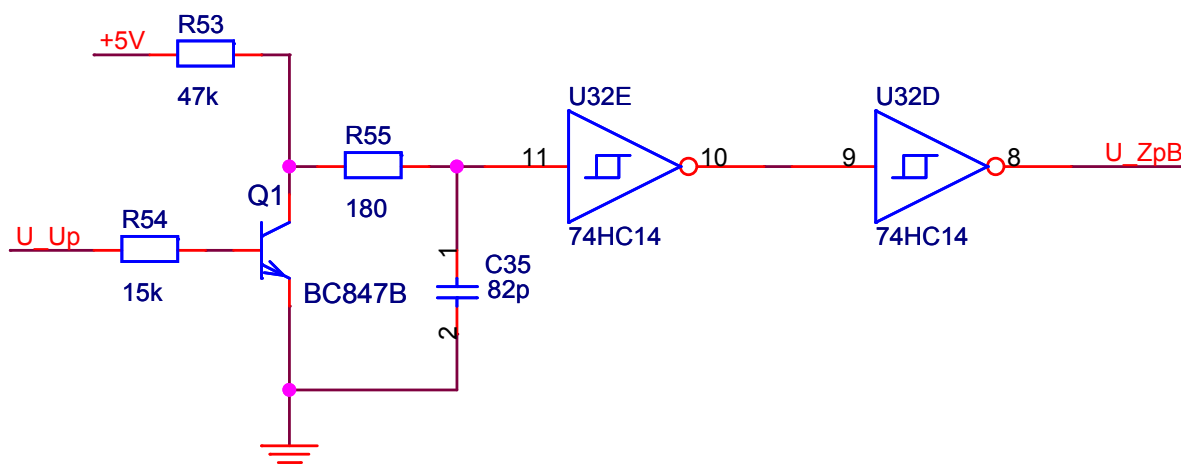 R53
+5V
47k
U32E
U32D
R55
11
10
9
8
U_ZpB
Q1
180
R54
74HC14
74HC14
U_Up
1
C35
15k
BC847B
82p
2